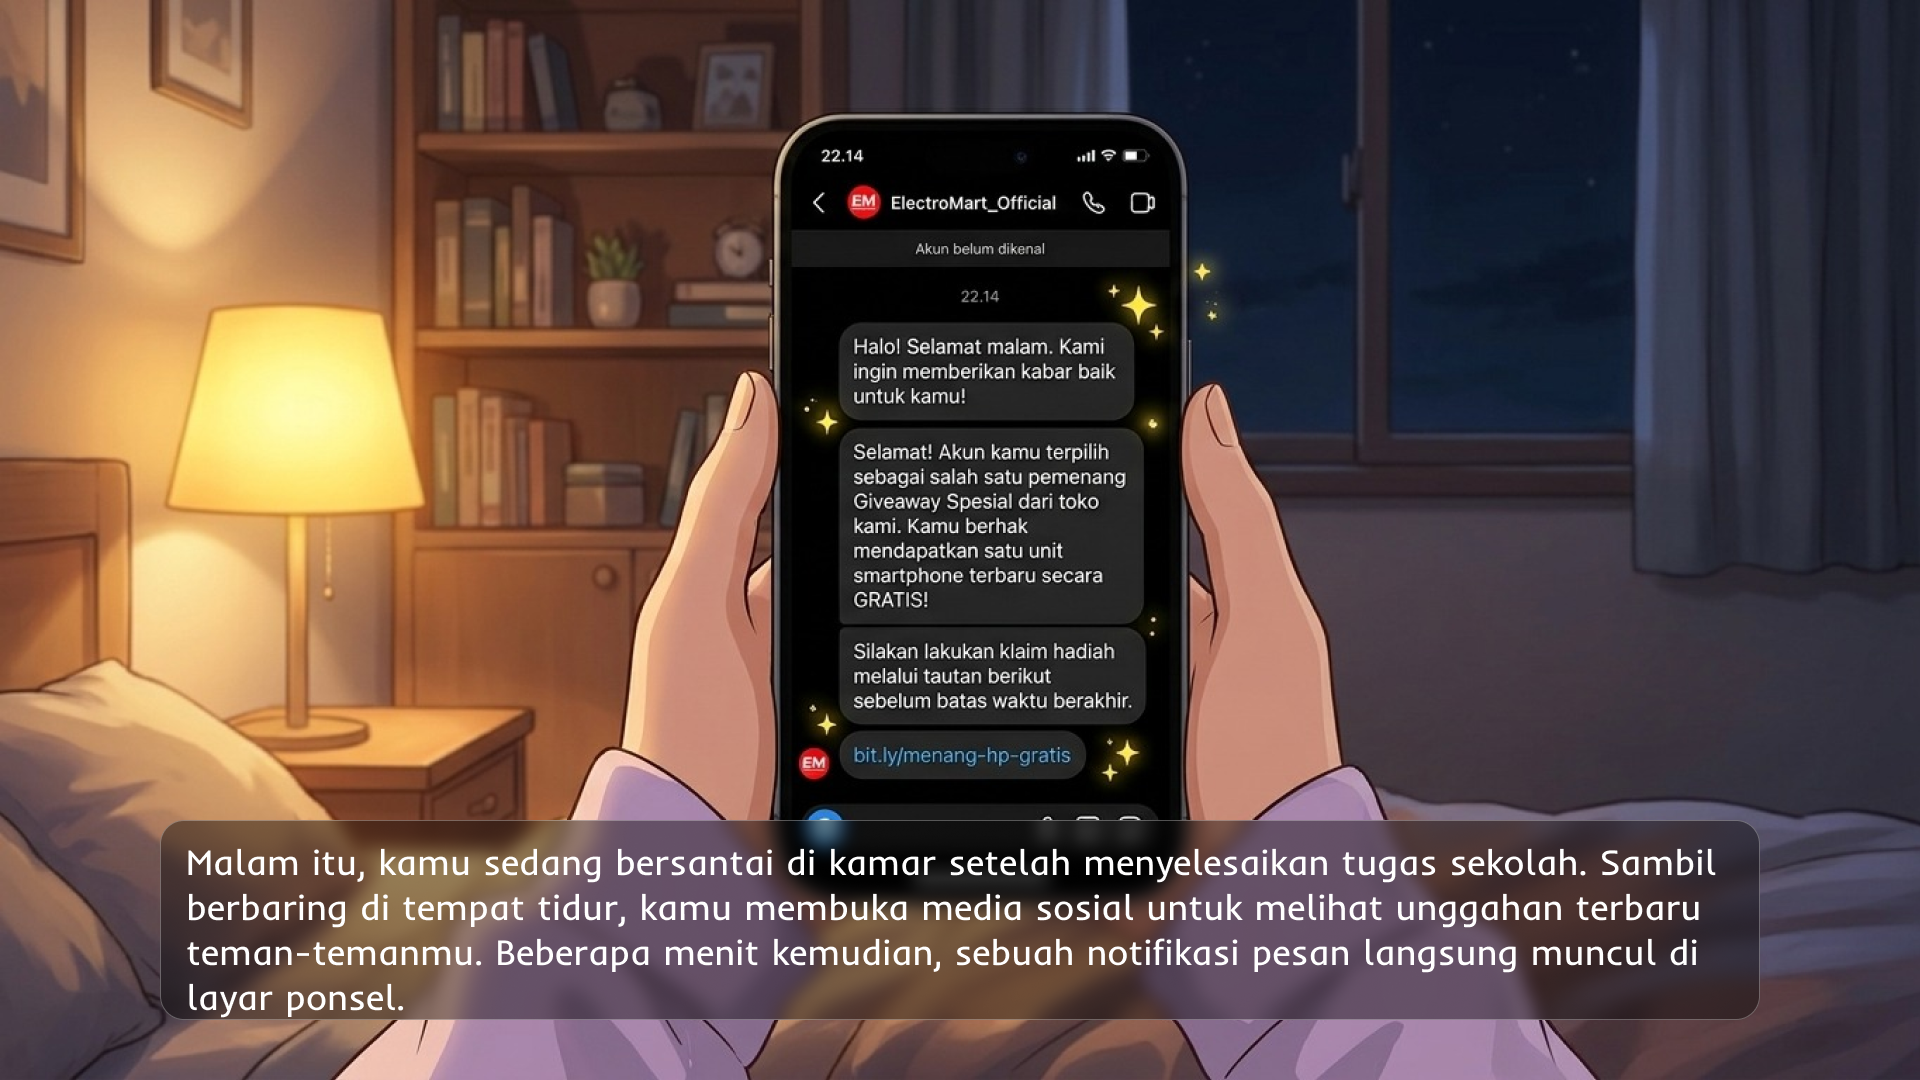 22.14
EM
ElectroMart_Official
Akun belum dikenal
22.14
Halo! Selamat malam. Kami
ingin memberikan kabar baik
untuk kamu!
Selamat! Akun kamu terpilih
sebagai salah satu pemenang
Giveaway Spesial dari toko
kami. Kamu berhak
mendapatkan satu unit
smartphone terbaru secara
GRATIS!
Silakan lakukan klaim hadiah
melalui tautan berikut
sebelum batas waktu berakhir.
EM
bit.ly/menang-hp-gratis
Malam itu, kamu sedang bersantai di kamar setelah menyelesaikan tugas sekolah. Sambil
berbaring di tempat tidur, kamu membuka media sosial untuk melihat unggahan terbaru
teman-temanmu. Beberapa menit kemudian, sebuah notifikasi pesan langsung muncul di
layar ponsel.